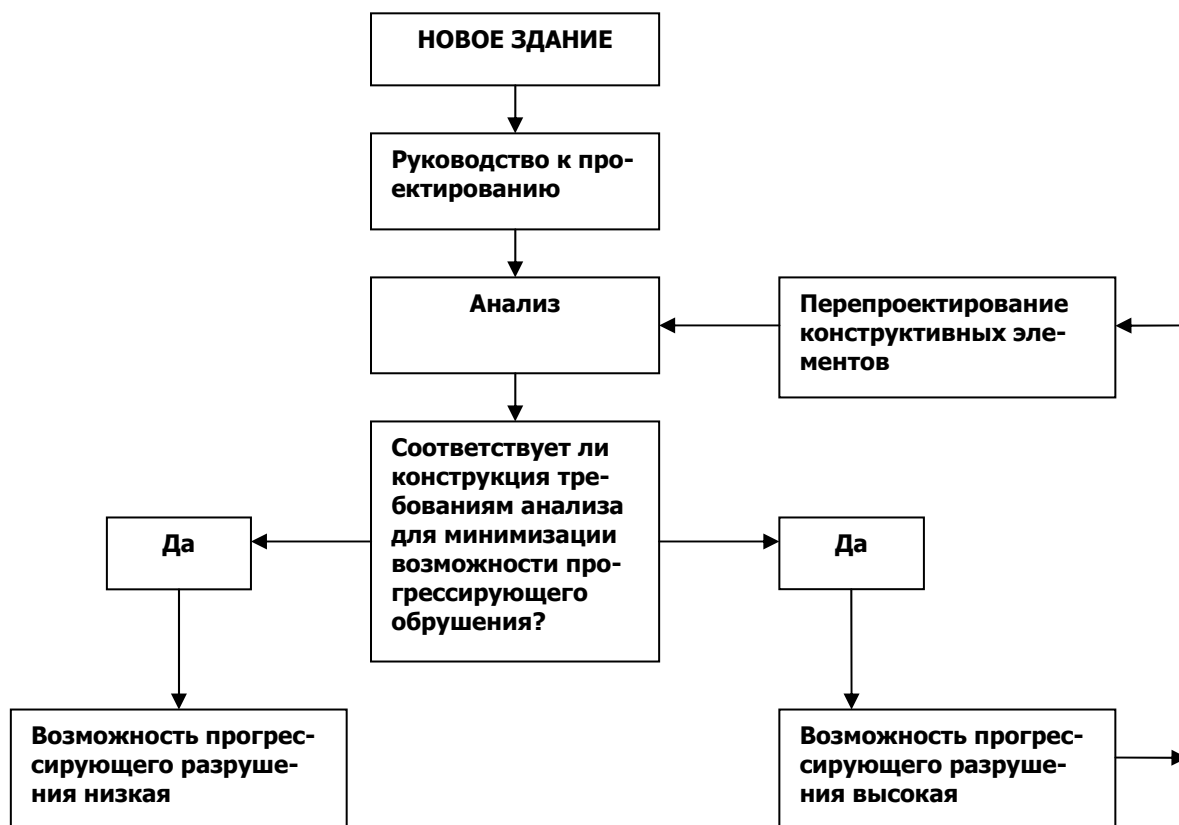 НОВОЕ ЗДАНИЕ
Руководство к про-
ектированию
Анализ
Перепроектирование
конструктивных эле-
ментов
Соответствует ли
конструкция тре-
бованиям анализа
для минимизации
возможности про-
грессирующего
обрушения?
Да
Да
Возможность прогрес-
сирующего разруше-
ния низкая
Возможность прогрес-
сирующего разруше-
ния высокая